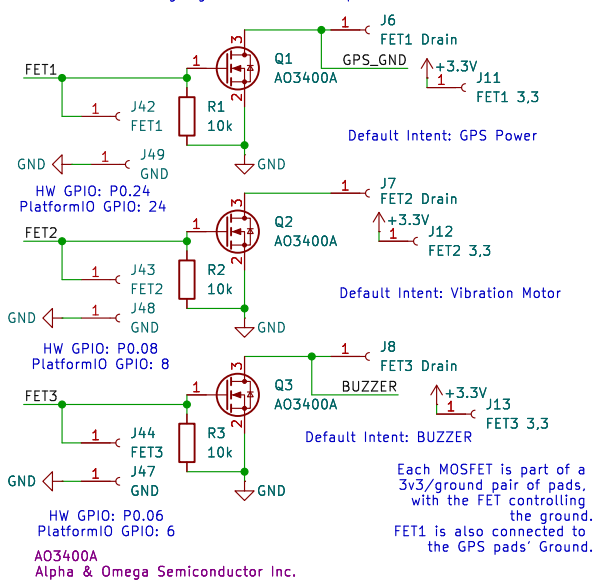 J6
3
1
FET1 Drain
Q1
GPS_GND
FET1
1
AO3400A
+3.3V
J11
1
2
FET1 3,3
1
J42
FET1
R1
10k
Default Intent: GPS Power
GND
1
J49
GND
GND
HW GPIO: P0.24
PlatformIO GPIO: 24
J7
3
1
FET2 Drain
Q2
+3.3V
FET2
1
AO3400A
J12
1
2
FET2 3,3
1
J43
FET2
R2
10k
Default Intent: Vibration Motor
GND
1
J48
GND
GND
HW GPIO: P0.08
PlatformIO GPIO: 8
J8
3
1
FET3 Drain
Q3
BUZZER
FET3
1
AO3400A
+3.3V
J13
1
2
FET3 3,3
1
J44
FET3
R3
10k
Default Intent: BUZZER
GND
1
J47
GND
GND
HW GPIO: P0.06
PlatformIO GPIO: 6
Each MOSFET is part of a
3v3/ground pair of pads,
with the FET controlling
the ground.
FET1 is also connected to
the GPS pads' Ground.
AO3400A
Alpha & Omega Semiconductor Inc.